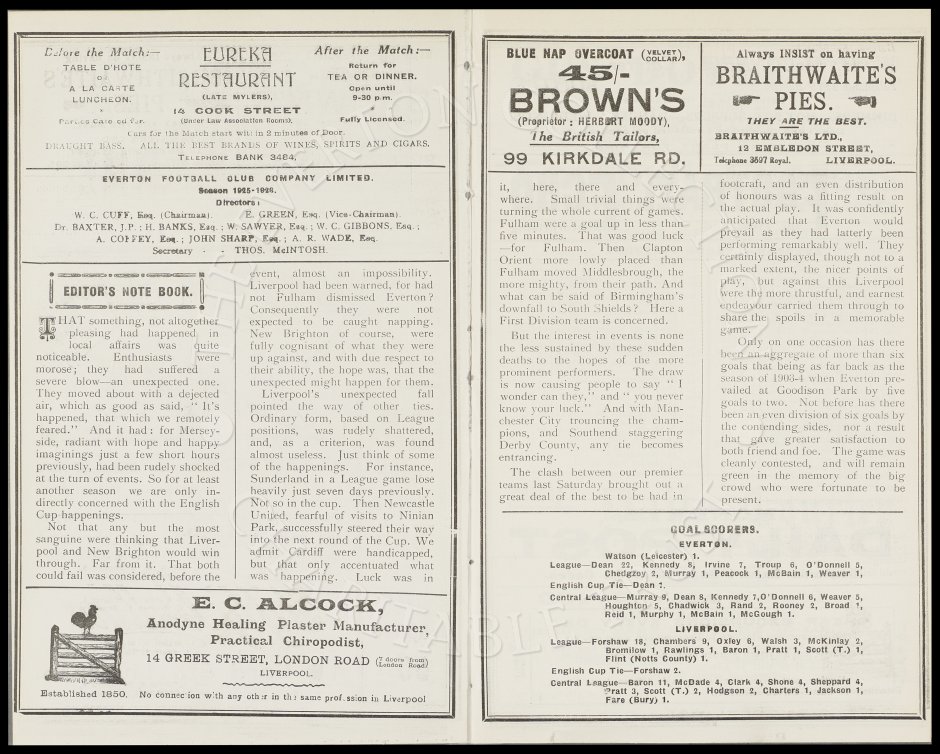 Before the Match:—
TABLE D'HOTE
OR
A LA CARTE
LUNCHEON.
Parties Catered for.
EUREKA
RESTAURANT
(LATE MYLERS),
14 COOK STREET
(Under Law Association Rooms).
After the Match:—
Return for
TEA OR DINNER.
Open until
9-30 p.m.
Fully Licensed.
Cars for the Match start within 2 minutes of Door.
DRAUGHT BASS. ALL THE BEST BRANDS OF WINES, SPIRITS AND CIGARS.
TELEPHONE BANK 3484.
EVERTON FOOTBALL CLUB COMPANY LIMITED.
Season 1925-1926.
Directors:
W. C. CUFF, Esq. (Chairman). E. GREEN, Esq. (Vice-Chairman).
Dr. BAXTER, J.P.; H. BANKS, Esq.; W. SAWYER, Esq.; W. C. GIBBONS, Esq.;
A. COFFEY, Esq.; JOHN SHARP, Esq.; A. R. WADE, Esq.
Secretary - - THOS. McINTOSH.
EDITOR'S NOTE BOOK.
THAT something, not altogether
pleasing had happened in
local affairs was quite
noticeable. Enthusiasts were
morose; they had suffered a
severe blow—an unexpected one.
They moved about with a dejected
air, which as good as said, "It's
happened, that which we remotely
feared." And it had: for Mersey-
side, radiant with hope and happy
imaginings just a few short hours
previously, had been rudely shocked
at the turn of events. So for at least
another season we are only in-
directly concerned with the English
Cup happenings.
Not that any but the most
sanguine were thinking that Liver-
pool and New Brighton would win
through. Far from it. That both
could fail was considered, before the
event, almost an impossibility.
Liverpool had been warned, for had
not Fulham dismissed Everton?
Consequently they were not
expected to be caught napping.
New Brighton of course, were
fully cognisant of what they were
up against, and with due respect to
their ability, the hope was, that the
unexpected might happen for them.
Liverpool's unexpected fall
pointed the way of other ties.
Ordinary form, based on League
positions, was rudely shattered,
and, as a criterion, was found
almost useless. Just think of some
of the happenings. For instance,
Sunderland in a League game lose
heavily just seven days previously.
Not so in the cup. Then Newcastle
United, fearful of visits to Ninian
Park, successfully steered their way
into the next round of the Cup. We
admit Cardiff were handicapped,
but that only accentuated what
was happening. Luck was in
E. C. ALCOCK,
Anodyne Healing Plaster Manufacturer,
Practical Chiropodist,
14 GREEK STREET, LONDON ROAD (2 doors from London Road)
LIVERPOOL.
Established 1850. No connection with any other in the same profession in Liverpool
BLUE NAP OVERCOAT (VELVET COLLAR),
45/-
BROWN'S
(Proprietor: HERBERT MOODY),
The British Tailors,
99 KIRKDALE RD.
Always INSIST on having
BRAITHWAITE'S
PIES.
THEY ARE THE BEST.
BRAITHWAITE'S LTD.,
12 EMBLEDON STREET,
Telephone 3697 Royal. LIVERPOOL.
it, here, there and every-
where. Small trivial things were
turning the whole current of games.
Fulham were a goal up in less than
five minutes. That was good luck
—for Fulham. Then Clapton
Orient more lowly placed than
Fulham moved Middlesbrough, the
more mighty, from their path. And
what can be said of Birmingham's
downfall to South Shields? Here a
First Division team is concerned.
But the interest in events is none
the less sustained by these sudden
deaths to the hopes of the more
prominent performers. The draw
is now causing people to say "I
wonder can they," and "you never
know your luck." And with Man-
chester City trouncing the cham-
pions, and Southend staggering
Derby County, any tie becomes
entrancing.
The clash between our premier
teams last Saturday brought out a
great deal of the best to be had in
footcraft, and an even distribution
of honours was a fitting result on
the actual play. It was confidently
anticipated that Everton would
prevail as they had latterly been
performing remarkably well. They
certainly displayed, though not to a
marked extent, the nicer points of
play, but against this Liverpool
were the more thrustful, and earnest
endeavour carried them through to
share the spoils in a memorable
game.
Only on one occasion has there
been an aggregate of more than six
goals that being as far back as the
season of 1903-4 when Everton pre-
vailed at Goodison Park by five
goals to two. Not before has there
been an even division of six goals by
the contending sides, nor a result
that gave greater satisfaction to
both friend and foe. The game was
cleanly contested, and will remain
green in the memory of the big
crowd who were fortunate to be
present.
GOAL SCORERS.
EVERTON.
Watson (Leicester) 1.
League—Dean 22, Kennedy 8, Irvine 7, Troup 6, O'Donnell 5,
Chedgzoy 2, Murray 1, Peacock 1, McBain 1, Weaver 1,
English Cup Tie—Dean 1.
Central League—Murray 9, Dean 8, Kennedy 7, O'Donnell 6, Weaver 5,
Houghton 5, Chadwick 3, Rand 2, Rooney 2, Broad 1,
Reid 1, Murphy 1, McBain 1, McGough 1.
LIVERPOOL.
League—Forshaw 18, Chambers 9, Oxley 6, Walsh 3, McKinlay 2,
Bromilow 1, Rawlings 1, Baron 1, Pratt 1, Scott (T.) 1,
Flint (Notts County) 1.
English Cup Tie—Forshaw 2.
Central League—Baron 11, McDade 4, Clark 4, Shone 4, Sheppard 4,
Pratt 3, Scott (T.) 2, Hodgson 2, Charters 1, Jackson 1,
Fare (Bury) 1.